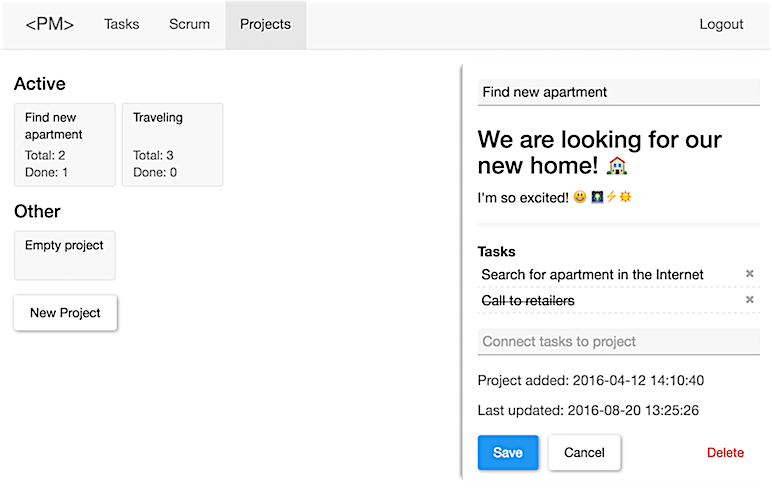 <PM> Tasks Scrum Projects Logout
Active
Find new
apartment
Total: 2
Done: 1
Traveling
Total: 3
Done: 0
Other
Empty project
New Project
Find new apartment
We are looking for our
new home! 🏠
I'm so excited! 😀 🎆⚡☀
Tasks
Search for apartment in the Internet ×
Call to retailers ×
Connect tasks to project
Project added: 2016-04-12 14:10:40
Last updated: 2016-08-20 13:25:26
Save Cancel Delete